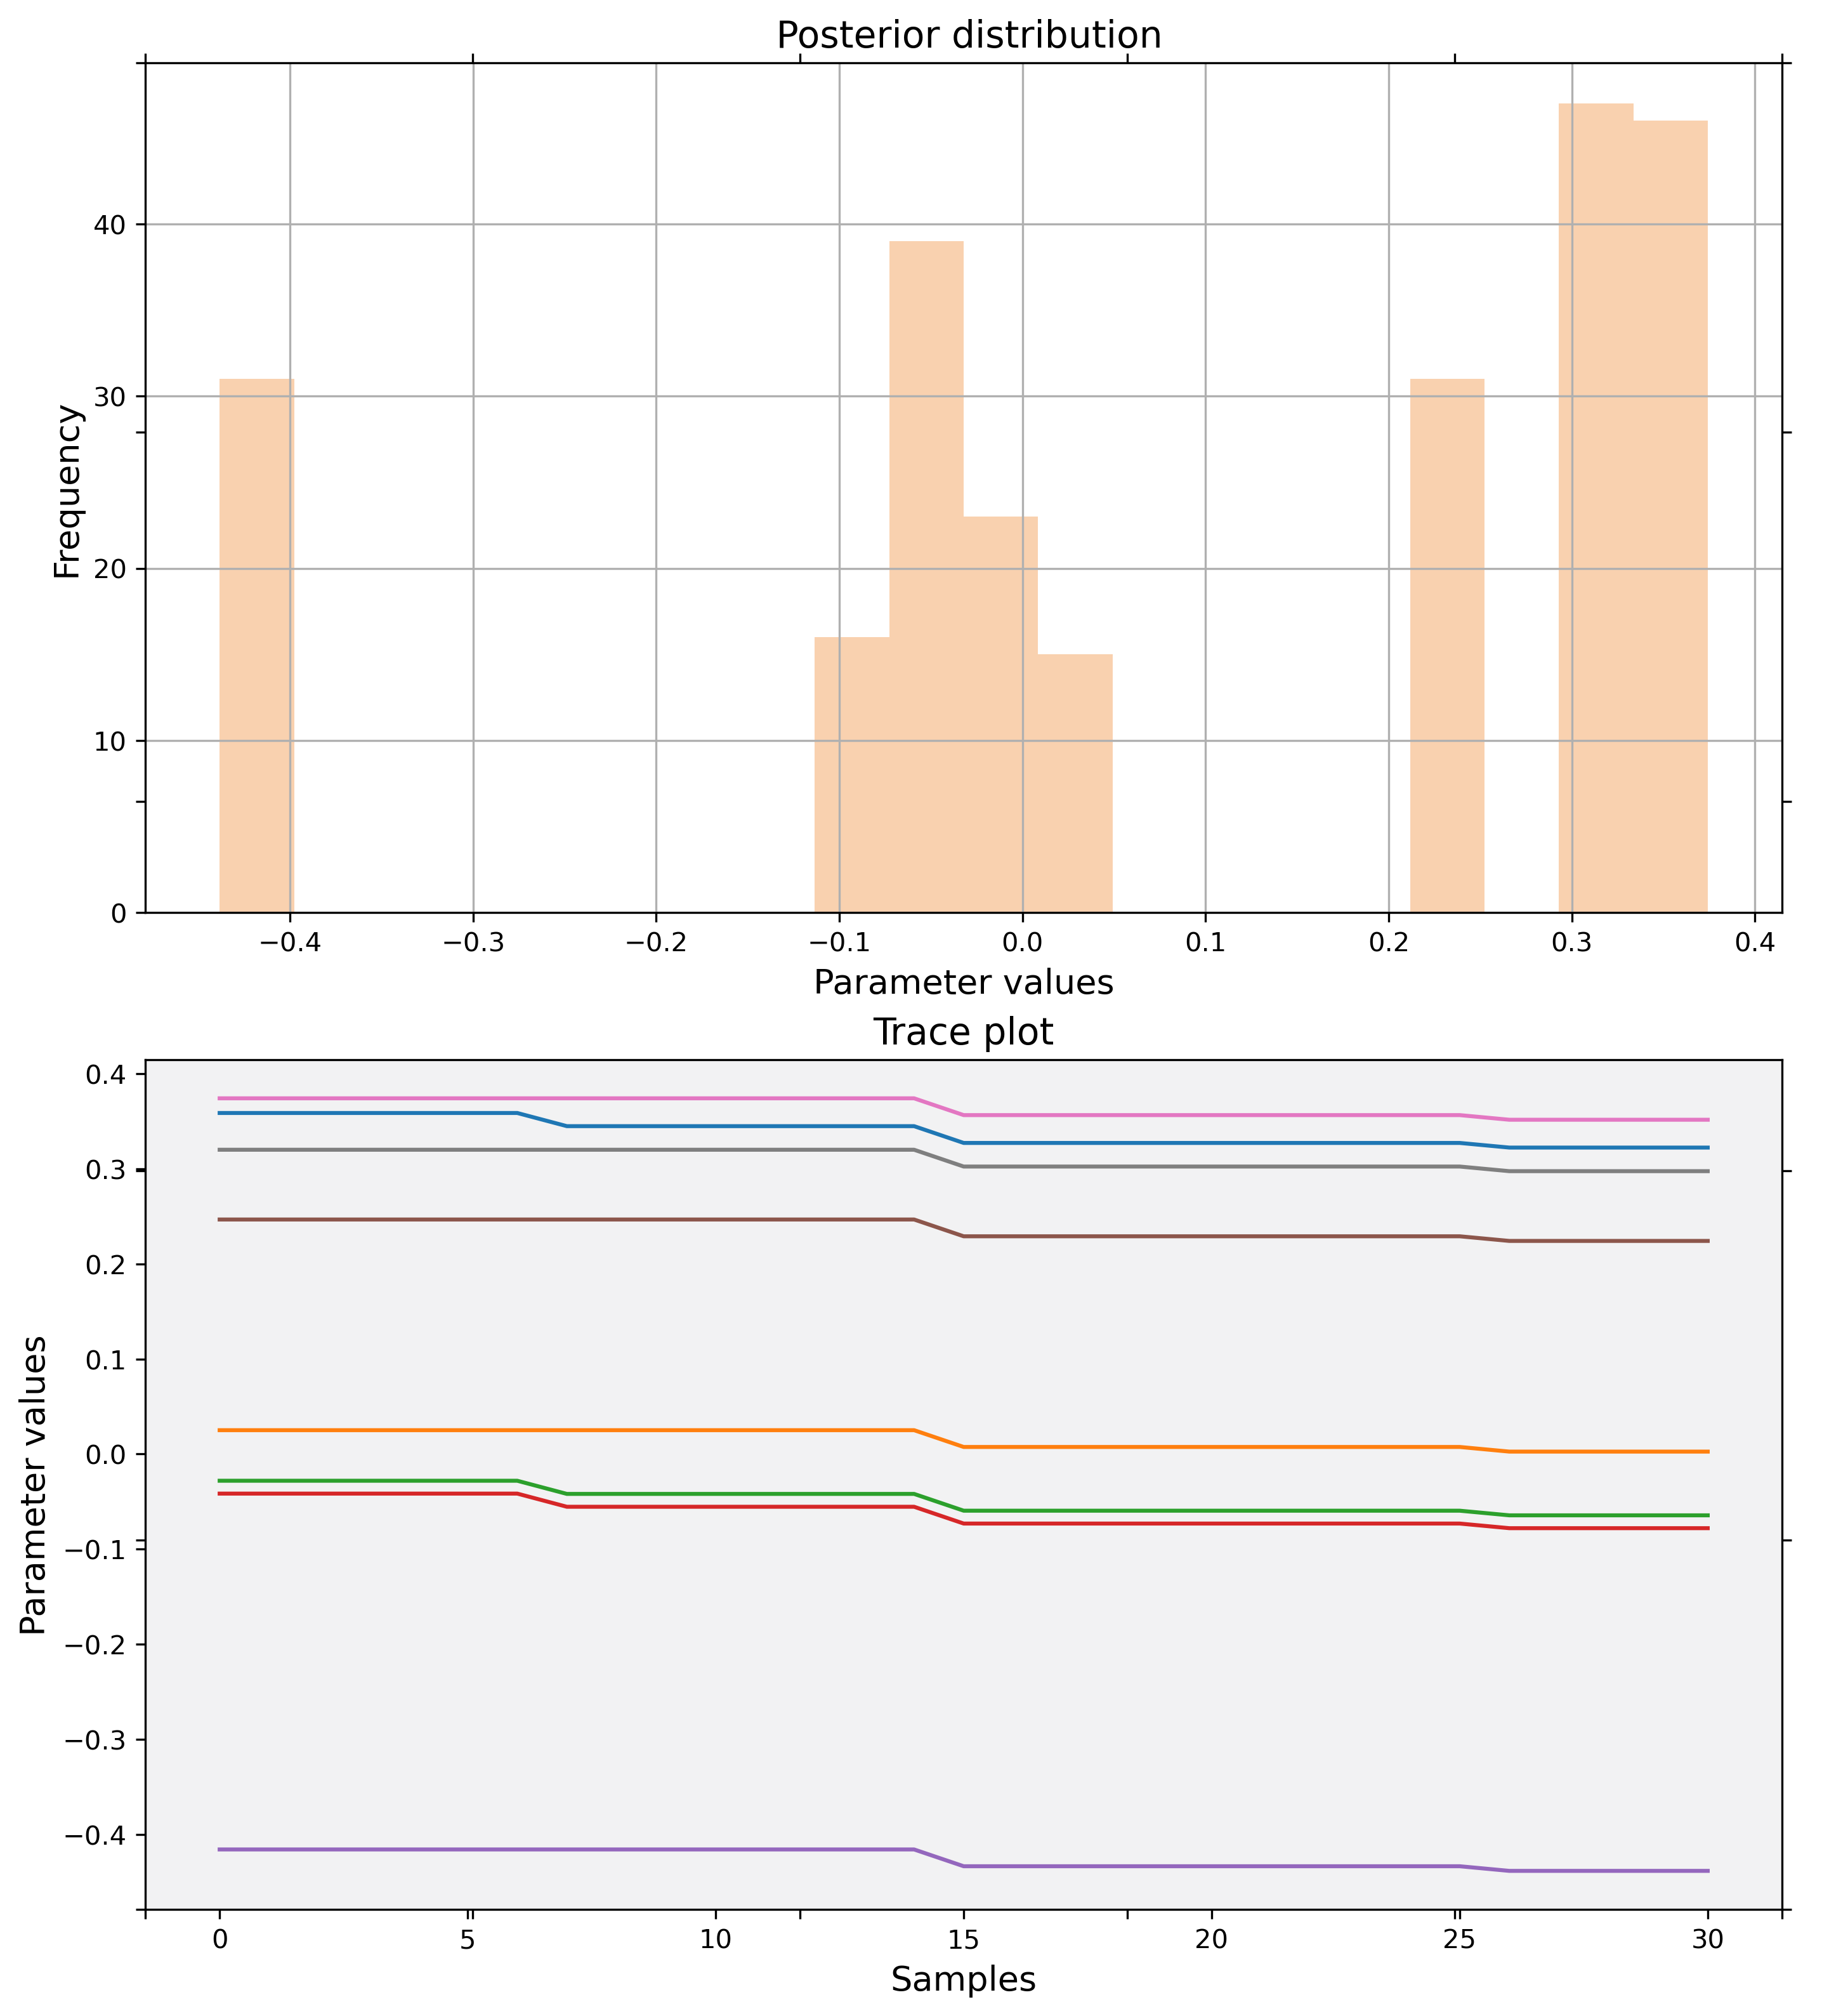 Posterior distribution
Frequency
40
30
20
10
0
−0.4 −0.3 −0.2 −0.1 0.0 0.1 0.2 0.3 0.4
Parameter values
Trace plot
Parameter values
0.4
0.3
0.2
0.1
0.0
−0.1
−0.2
−0.3
−0.4
0 5 10 15 20 25 30
Samples